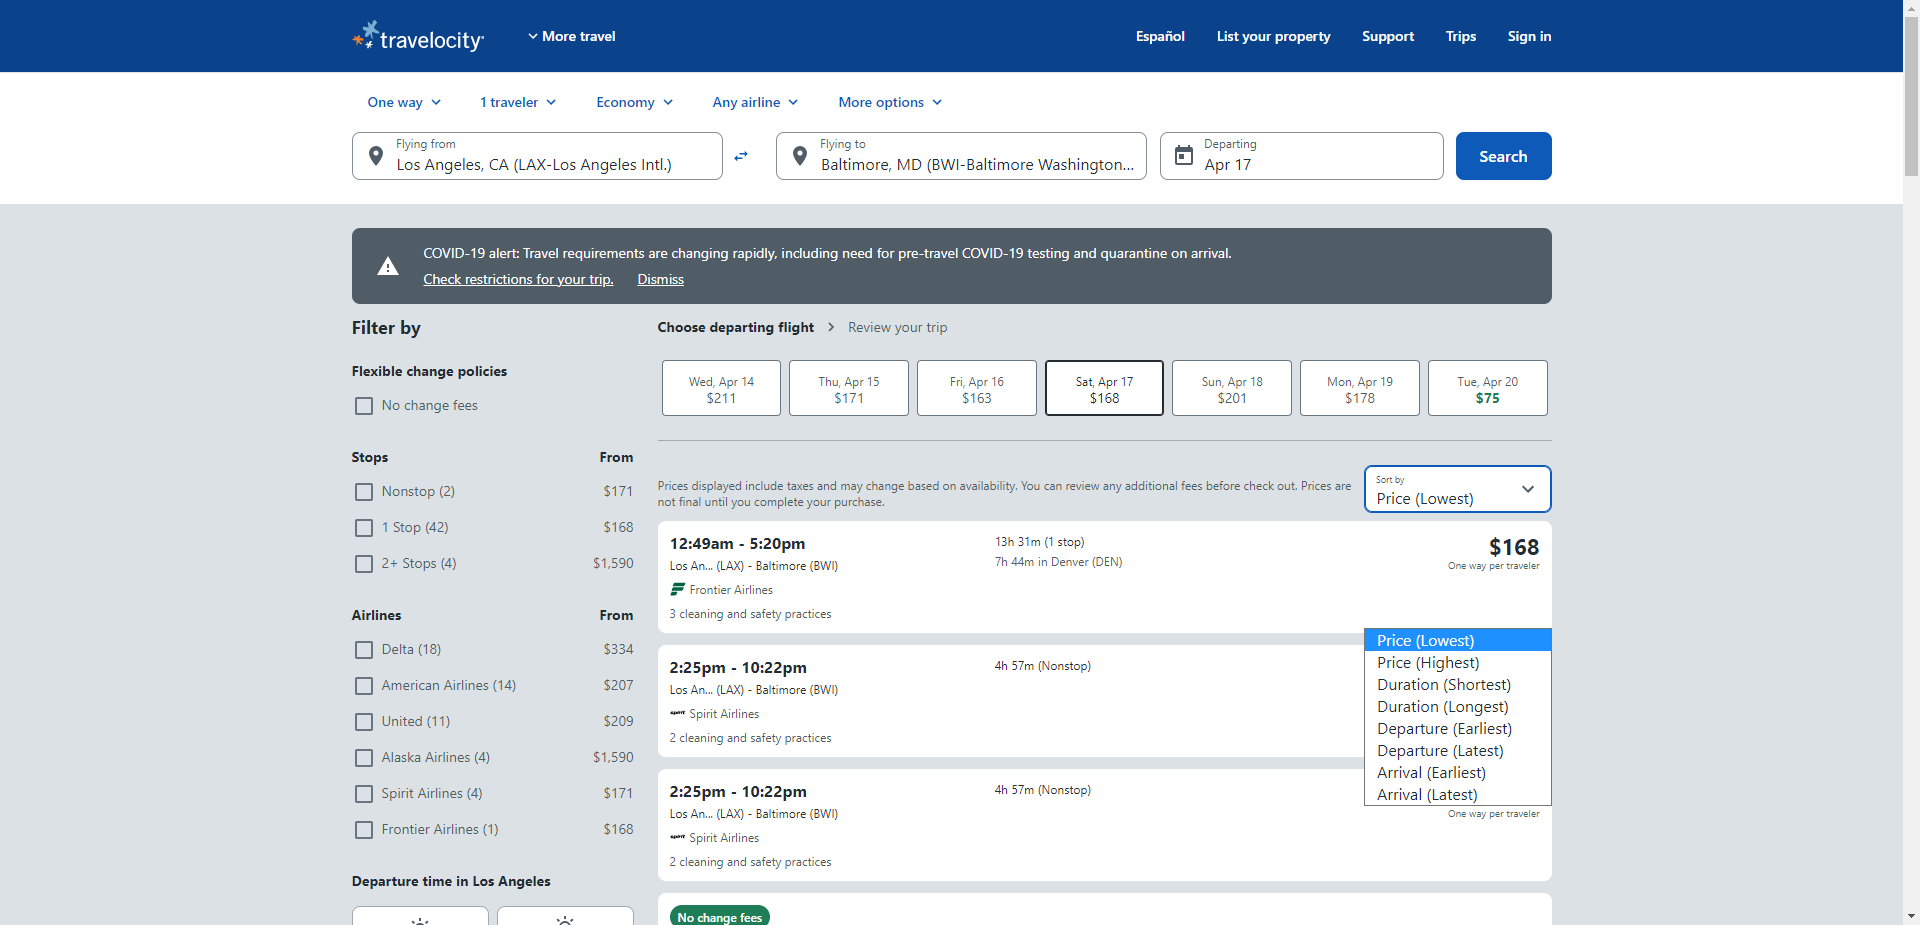 travelocity
More travel
Español
List your property
Support
Trips
Sign in
One way
1 traveler
Economy
Any airline
More options
Flying from
Los Angeles, CA (LAX-Los Angeles Intl.)
Flying to
Baltimore, MD (BWI-Baltimore Washington...
Departing
Apr 17
Search
COVID-19 alert: Travel requirements are changing rapidly, including need for pre-travel COVID-19 testing and quarantine on arrival.
Check restrictions for your trip.
Dismiss
Filter by
Flexible change policies
No change fees
Stops From
Nonstop (2) $171
1 Stop (42) $168
2+ Stops (4) $1,590
Airlines From
Delta (18) $334
American Airlines (14) $207
United (11) $209
Alaska Airlines (4) $1,590
Spirit Airlines (4) $171
Frontier Airlines (1) $168
Departure time in Los Angeles
Choose departing flight
Review your trip
Wed, Apr 14
$211
Thu, Apr 15
$171
Fri, Apr 16
$163
Sat, Apr 17
$168
Sun, Apr 18
$201
Mon, Apr 19
$178
Tue, Apr 20
$75
Prices displayed include taxes and may change based on availability. You can review any additional fees before check out. Prices are
not final until you complete your purchase.
Sort by
Price (Lowest)
12:49am - 5:20pm
Los An... (LAX) - Baltimore (BWI)
Frontier Airlines
3 cleaning and safety practices
13h 31m (1 stop)
7h 44m in Denver (DEN)
$168
One way per traveler
Price (Lowest)
Price (Highest)
Duration (Shortest)
Duration (Longest)
Departure (Earliest)
Departure (Latest)
Arrival (Earliest)
Arrival (Latest)
2:25pm - 10:22pm
Los An... (LAX) - Baltimore (BWI)
spirit Spirit Airlines
2 cleaning and safety practices
4h 57m (Nonstop)
2:25pm - 10:22pm
Los An... (LAX) - Baltimore (BWI)
spirit Spirit Airlines
2 cleaning and safety practices
4h 57m (Nonstop)
One way per traveler
No change fees